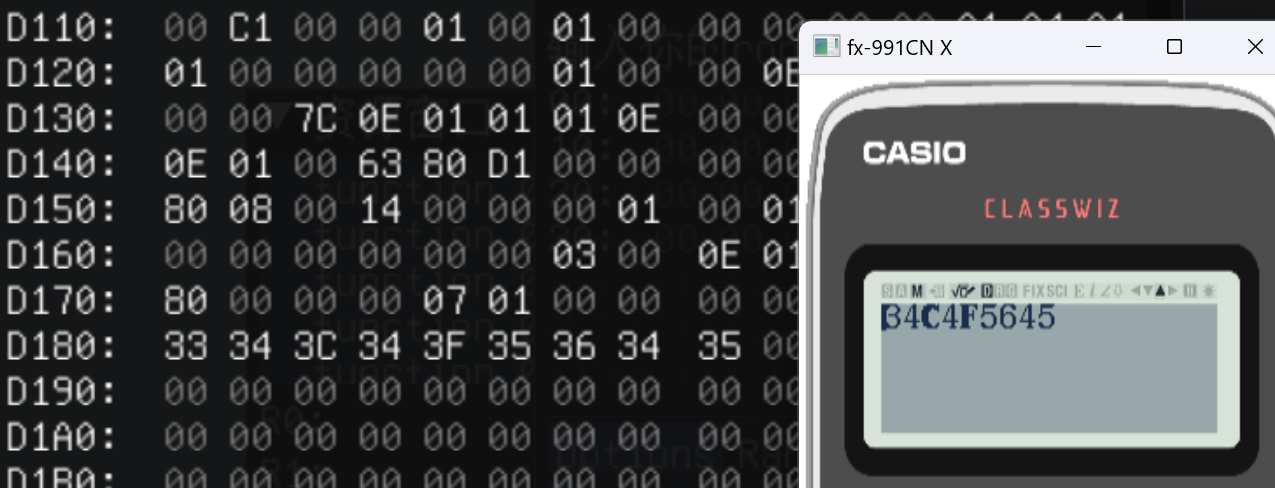 D110: 00 C1 00 00 01 00 01 00 00 00
D120: 01 00 00 00 00 00 01 00 00
D130: 00 00 7C 0E 01 01 01 0E 00 00
D140: 0E 01 00 63 80 D1 00 00 00 00
D150: 80 08 00 14 00 00 00 01 00 01
D160: 00 00 00 00 00 00 03 00 0E 01
D170: 80 00 00 00 07 01 00 00 00 00
D180: 33 34 3C 34 3F 35 36 34 35 00
D190: 00 00 00 00 00 00 00 00 00 00
D1A0: 00 00 00 00 00 00 00 00 00 00
D1B0: 00 00 00 00 00 00 00 00 00 00
fx-991CN X
CASIO
CLASSWIZ
FIX SCI
34C4F5645